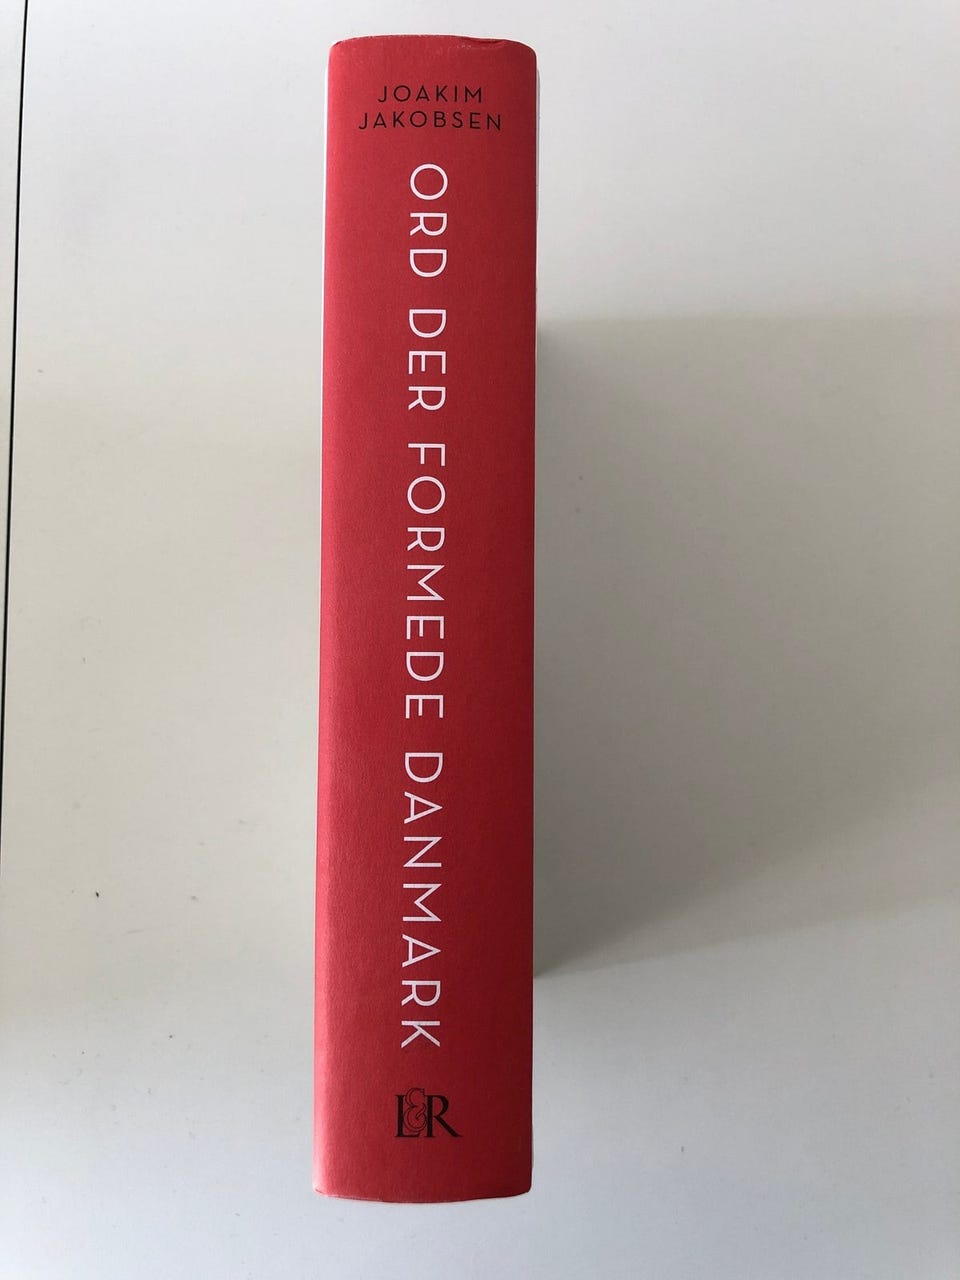 JOAKIM
JAKOBSEN
ORD DER FORMEDE DANMARK
L&R